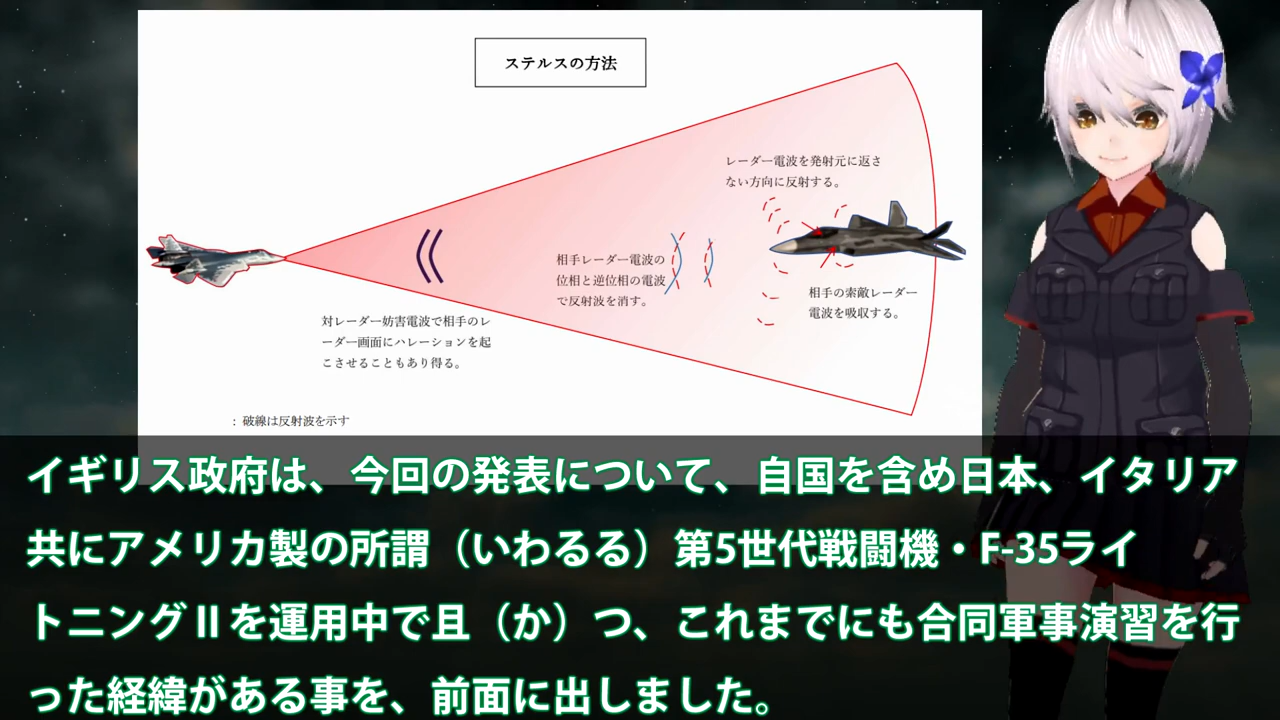 ステルスの方法
レーダー電波を発射元に返さ
ない方向に反射する。
相手レーダー電波の
位相と逆位相の電波
で反射波を消す。
相手の索敵レーダー
電波を吸収する。
対レーダー妨害電波で相手のレ
ーダー画面にハレーションを起
こさせることもあり得る。
：破線は反射波を示す
イギリス政府は、今回の発表について、自国を含め日本、イタリア
共にアメリカ製の所謂（いわるる）第5世代戦闘機・F-35ライ
トニングⅡを運用中で且（か）つ、これまでにも合同軍事演習を行
った経緯がある事を、前面に出しました。